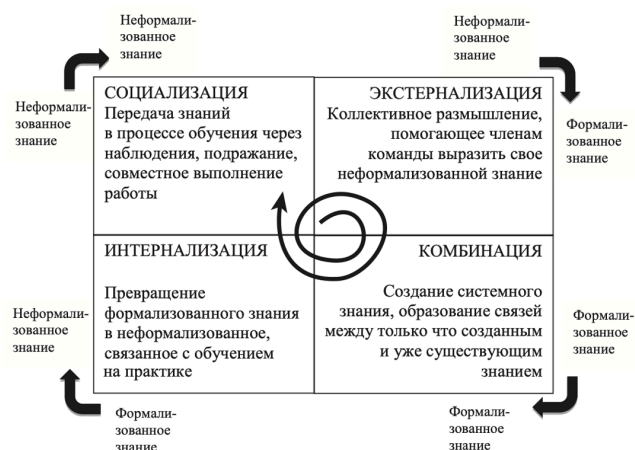 Неформали-
зованное
знание
Неформали-
зованное
знание
Неформали-
зованное
знание
Формали-
зованное
знание
СОЦИАЛИЗАЦИЯ
Передача знаний
в процессе обучения через
наблюдения, подражание,
совместное выполнение
работы
ЭКСТЕРНАЛИЗАЦИЯ
Коллективное размышление,
помогающее членам
команды выразить свое
неформализованной знание
ИНТЕРНАЛИЗАЦИЯ
Превращение
формализованного знания
в неформализованное,
связанное с обучением
на практике
КОМБИНАЦИЯ
Создание системного
знания, образование связей
между только что созданным
и уже существующим
знанием
Неформали-
зованное
знание
Формали-
зованное
знание
Формали-
зованное
знание
Формали-
зованное
знание